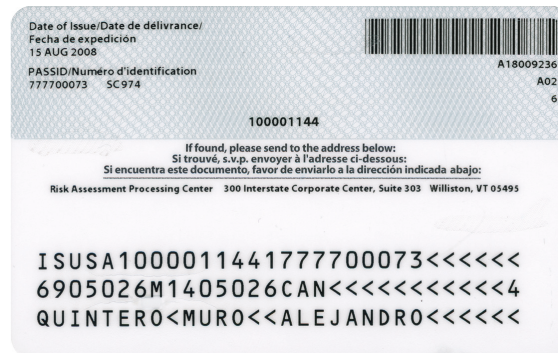 Date of Issue/Date de délivrance/
Fecha de expedición
15 AUG 2008
PASSID/Numéro d'identification
777700073 SC974
A18009236
A02
6
100001144
If found, please send to the address below:
Si trouvé, s.v.p. envoyer à l'adresse ci-dessous:
Si encuentra este documento, favor de enviarlo a la dirección indicada abajo:
Risk Assessment Processing Center 300 Interstate Corporate Center, Suite 303 Williston, VT 05495
ISUSA1000011441777700073<<<<<<
6905026M1405026CAN<<<<<<<<<<<4
QUINTERO<MURO<<ALEJANDRO<<<<<<